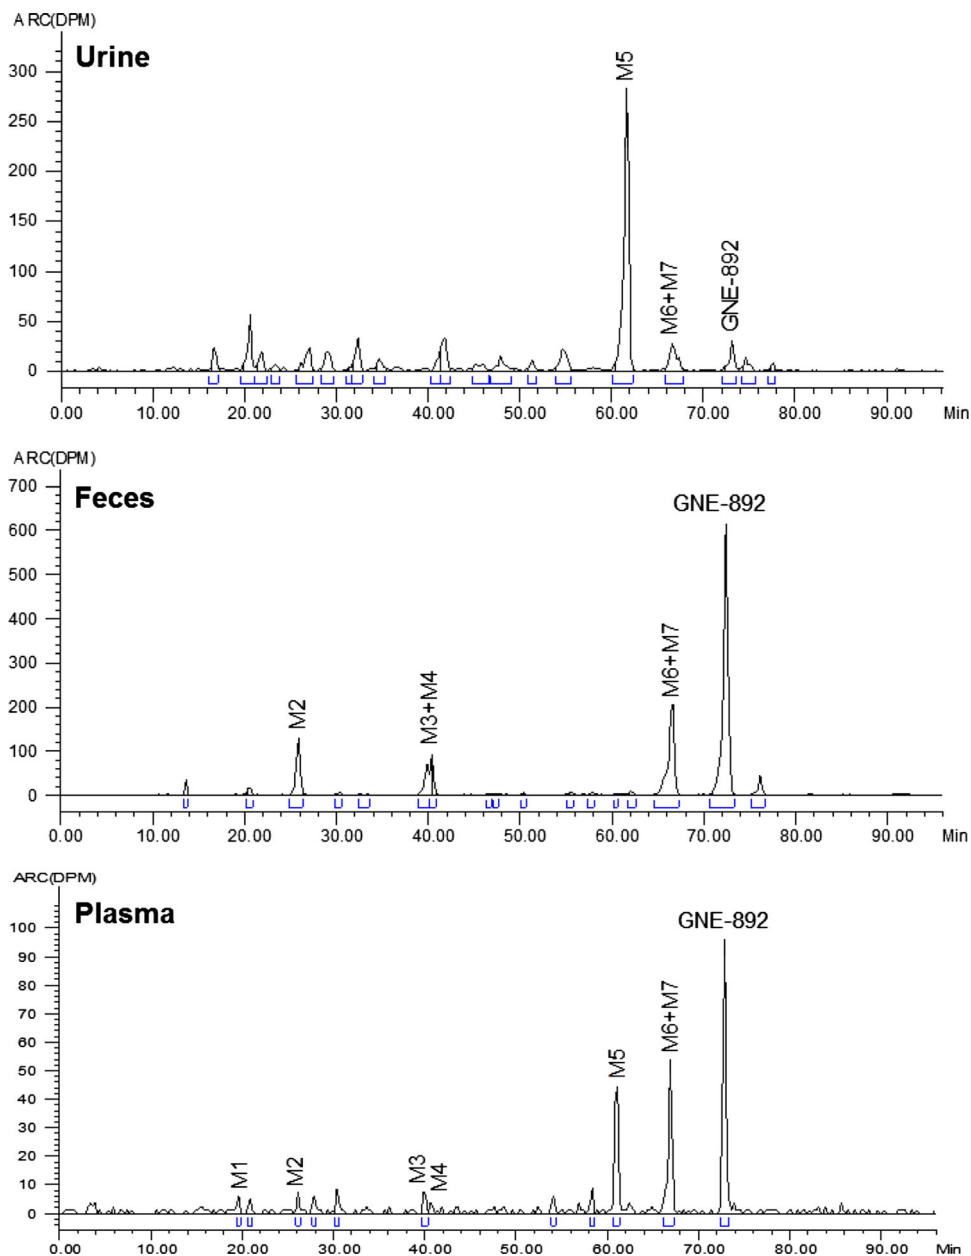 ARC(DPM)
Urine
300
250
200
150
100
50
0
M5
M6+M7
GNE-892
0.00 10.00 20.00 30.00 40.00 50.00 60.00 70.00 80.00 90.00 Min
ARC(DPM)
Feces
700
600
500
400
300
200
100
0
M2
M3+M4
M6+M7
GNE-892
0.00 10.00 20.00 30.00 40.00 50.00 60.00 70.00 80.00 90.00 Min
ARC(DPM)
Plasma
100
90
80
70
60
50
40
30
20
10
0
M1
M2
M3
M4
M5
M6+M7
GNE-892
0.00 10.00 20.00 30.00 40.00 50.00 60.00 70.00 80.00 90.00 Min